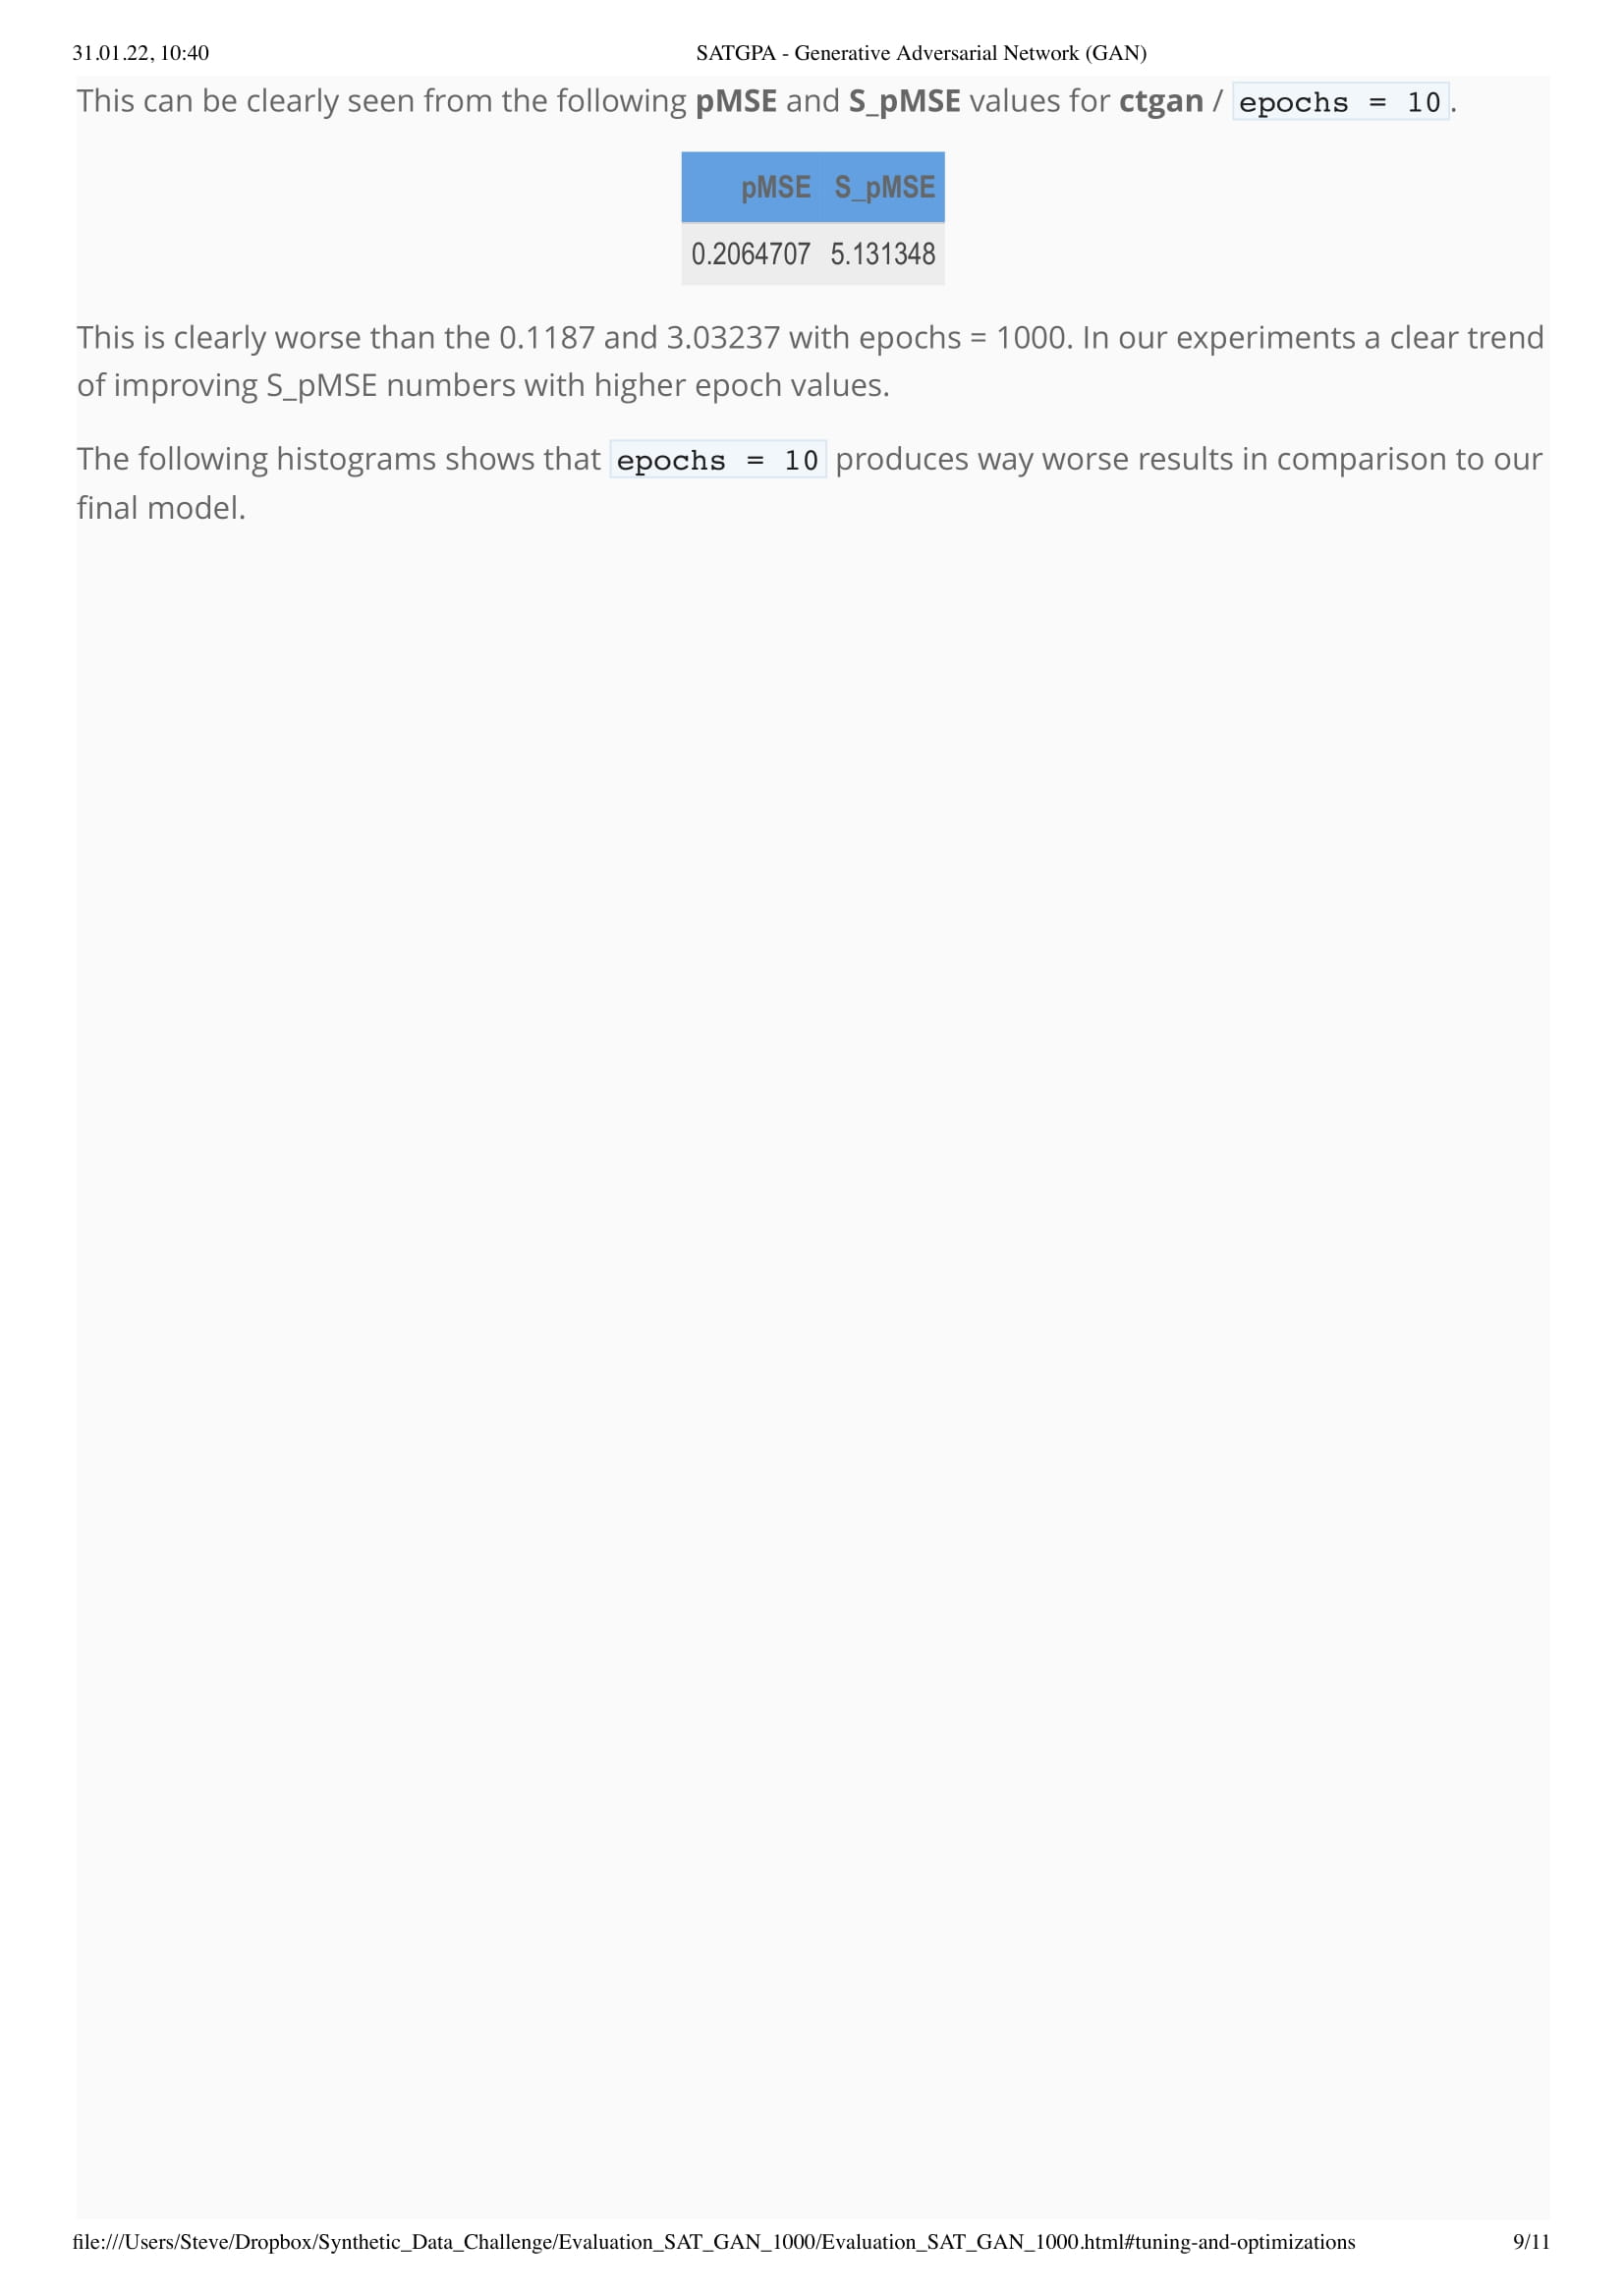 31.01.22, 10:40 SATGPA - Generative Adversarial Network (GAN)
This can be clearly seen from the following pMSE and S_pMSE values for ctgan / epochs = 10.
pMSE S_pMSE
0.2064707 5.131348
This is clearly worse than the 0.1187 and 3.03237 with epochs = 1000. In our experiments a clear trend
of improving S_pMSE numbers with higher epoch values.
The following histograms shows that epochs = 10 produces way worse results in comparison to our
final model.
file:///Users/Steve/Dropbox/Synthetic_Data_Challenge/Evaluation_SAT_GAN_1000/Evaluation_SAT_GAN_1000.html#tuning-and-optimizations 9/11